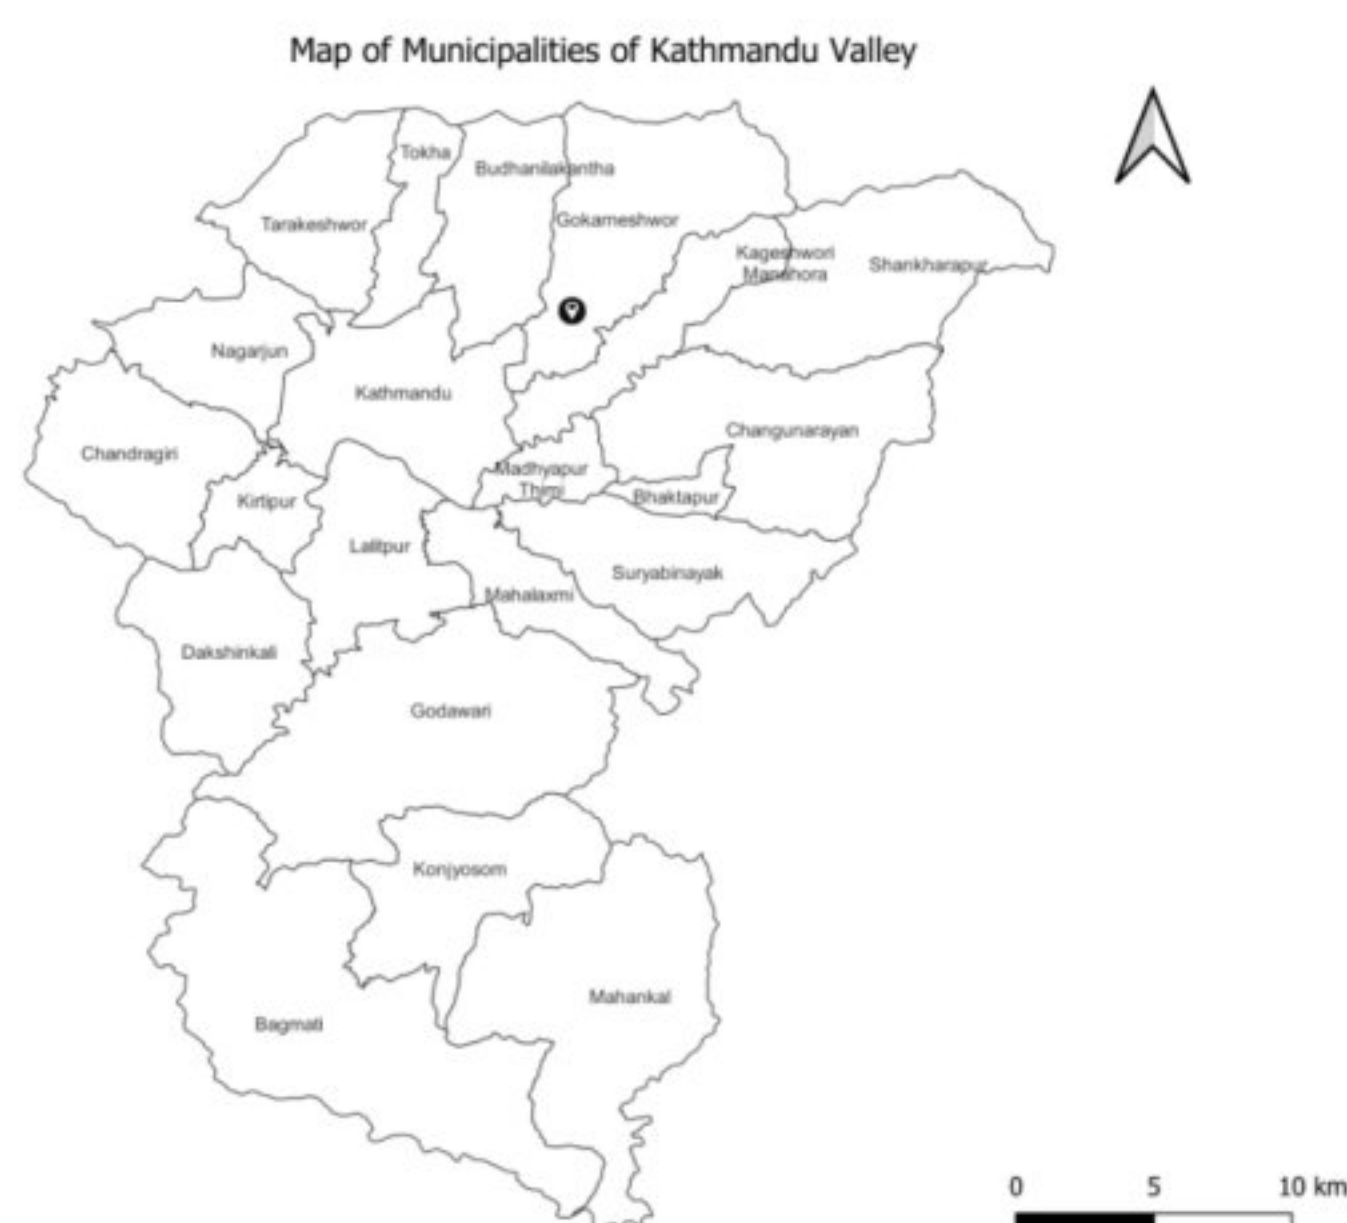 Map of Municipalities of Kathmandu Valley
Tokha
Budhanilakantha
Tarakeshwor
Gokarneshwor
Kageshwori
Manahora
Shankharapur
Nagarjun
Kathmandu
Changunarayan
Chandragiri
Madhyapur
Thimi
Bhaktapur
Kirtipur
Lalitpur
Suryabinayak
Mahalaxmi
Dakshinkali
Godawari
Konjyosom
Mahankal
Bagmati
0 5 10 km